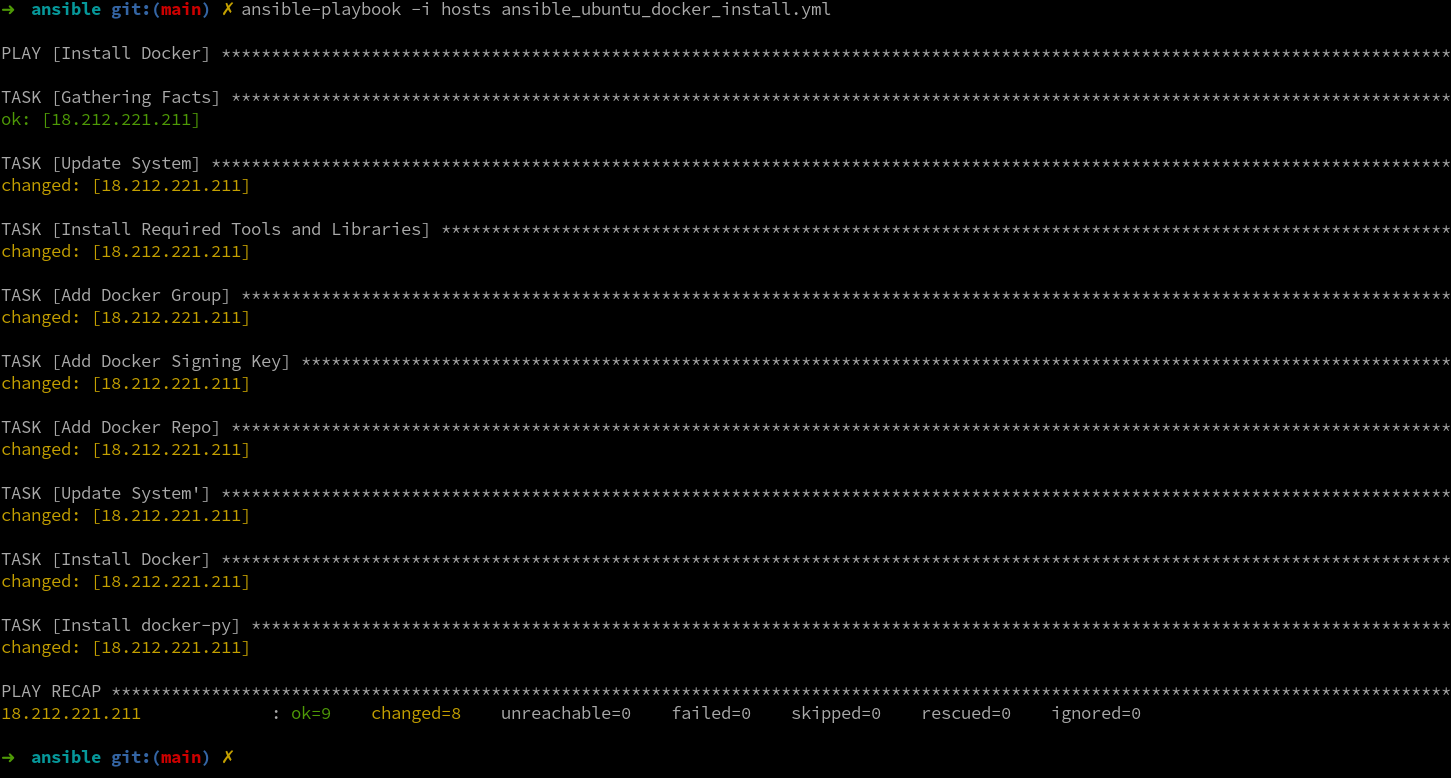 ➜  ansible git:(main) ✗ ansible-playbook -i hosts ansible_ubuntu_docker_install.yml
PLAY [Install Docker] ***************************************************************************************************************************
TASK [Gathering Facts] **************************************************************************************************************************
ok: [18.212.221.211]
TASK [Update System] ****************************************************************************************************************************
changed: [18.212.221.211]
TASK [Install Required Tools and Libraries] *****************************************************************************************************
changed: [18.212.221.211]
TASK [Add Docker Group] *************************************************************************************************************************
changed: [18.212.221.211]
TASK [Add Docker Signing Key] *******************************************************************************************************************
changed: [18.212.221.211]
TASK [Add Docker Repo] **************************************************************************************************************************
changed: [18.212.221.211]
TASK [Update System'] ***************************************************************************************************************************
changed: [18.212.221.211]
TASK [Install Docker] ***************************************************************************************************************************
changed: [18.212.221.211]
TASK [Install docker-py] ************************************************************************************************************************
changed: [18.212.221.211]
PLAY RECAP **************************************************************************************************************************************
18.212.221.211             : ok=9    changed=8    unreachable=0    failed=0    skipped=0    rescued=0    ignored=0
➜  ansible git:(main) ✗